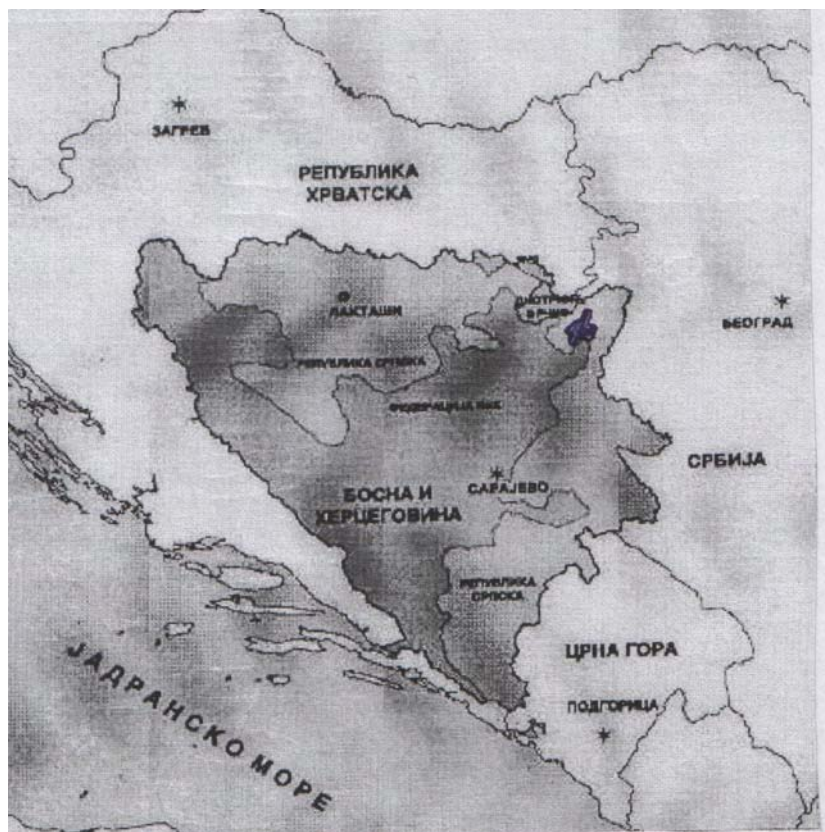 ЗАГРЕБ
РЕПУБЛИКА
ХРВАТСКА
ЛАКТАШИ
БЕОГРАД
РЕПУБЛИКА СРПСКА
ФЕДЕРАЦИЈА БИХ
САРАЈЕВО
СРБИЈА
БОСНА И
ХЕРЦЕГОВИНА
РЕПУБЛИКА
СРПСКА
ЦРНА ГОРА
ПОДГОРИЦА
ЈАДРАНСКО МОРЕ